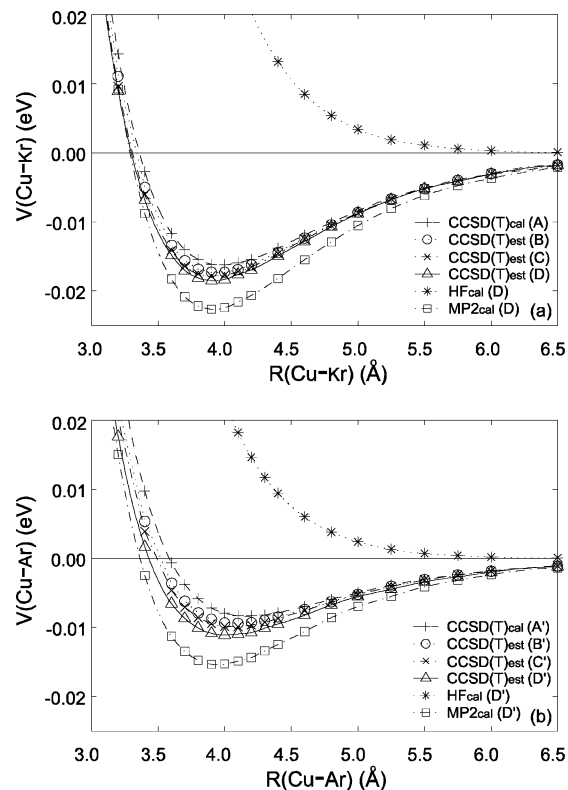 0.02
0.01
0.00
-0.01
-0.02
V(Cu−Kr) (eV)
CCSD(T)cal (A)
CCSD(T)est (B)
CCSD(T)est (C)
CCSD(T)est (D)
HFcal (D)
MP2cal (D)
(a)
3.0 3.5 4.0 4.5 5.0 5.5 6.0 6.5
R(Cu−Kr) (Å)
0.02
0.01
0.00
-0.01
-0.02
V(Cu−Ar) (eV)
CCSD(T)cal (A')
CCSD(T)est (B')
CCSD(T)est (C')
CCSD(T)est (D')
HFcal (D')
MP2cal (D')
(b)
3.0 3.5 4.0 4.5 5.0 5.5 6.0 6.5
R(Cu−Ar) (Å)